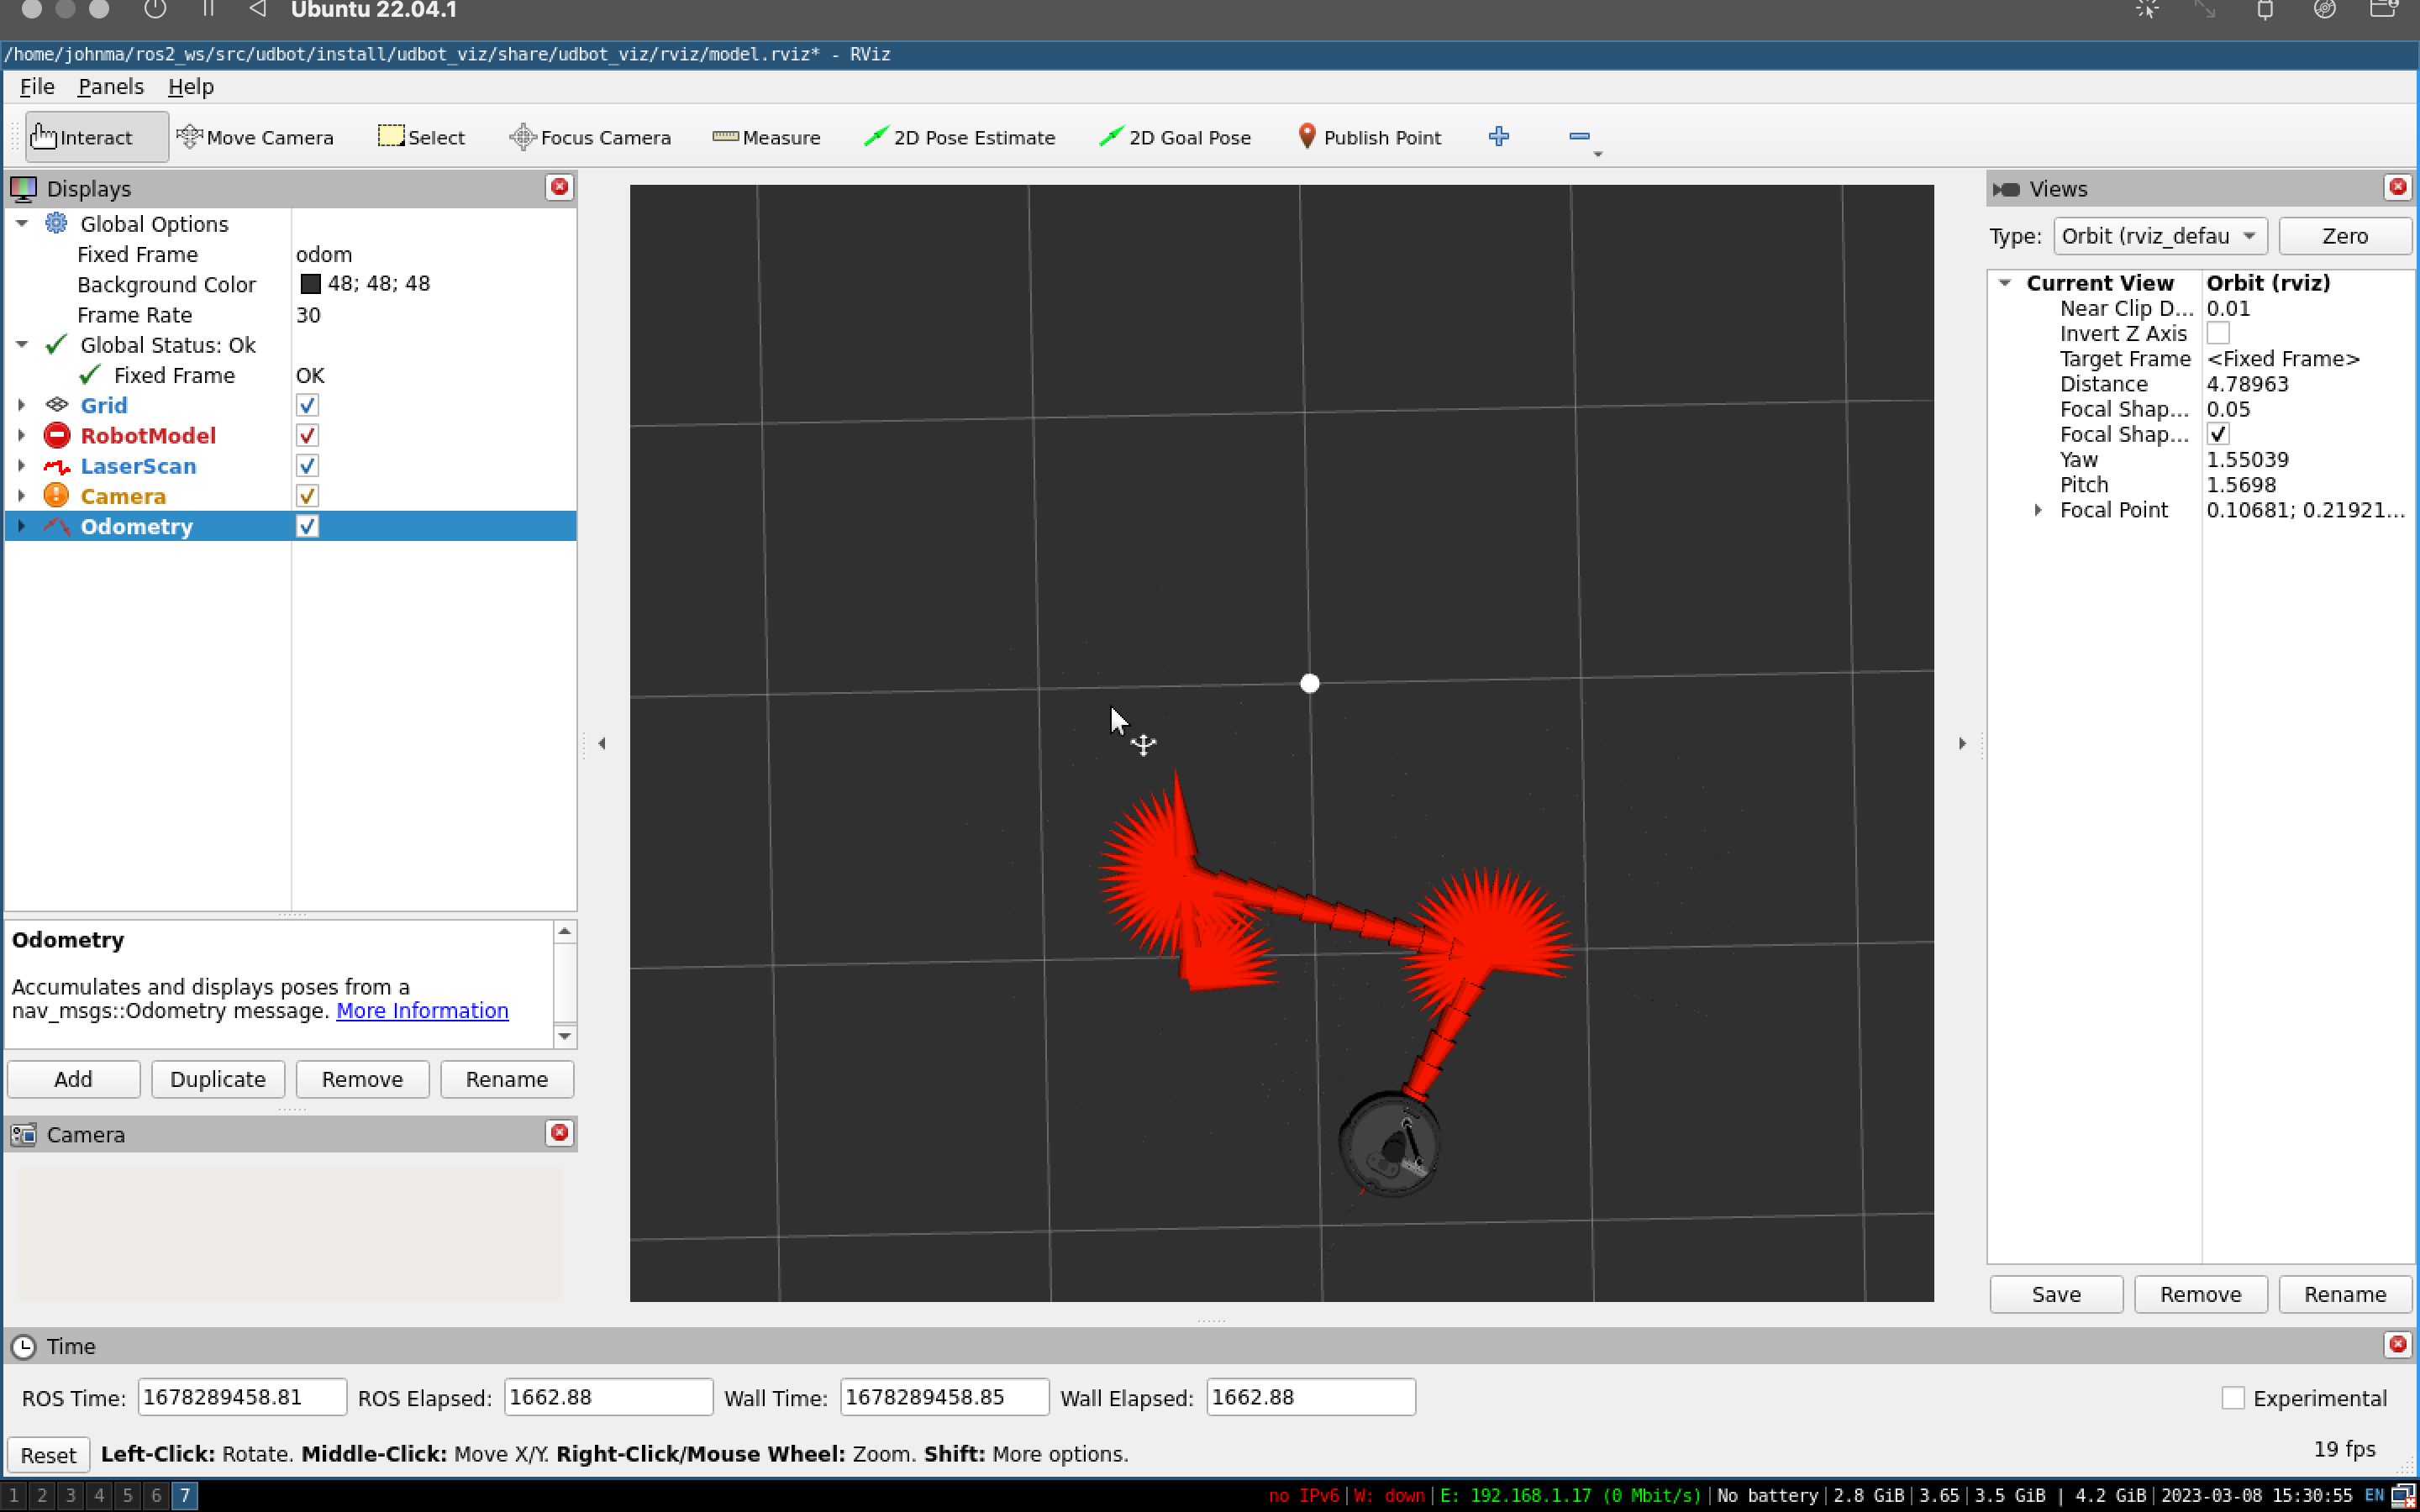 Ubuntu 22.04.1
/home/johnma/ros2_ws/src/udbot/install/udbot_viz/share/udbot_viz/rviz/model.rviz* - RViz
File Panels Help
Interact Move Camera Select Focus Camera Measure 2D Pose Estimate 2D Goal Pose Publish Point
Displays
Global Options
Fixed Frame odom
Background Color 48; 48; 48
Frame Rate 30
Global Status: Ok
Fixed Frame OK
Grid
RobotModel
LaserScan
Camera
Odometry
Odometry
Accumulates and displays poses from a
nav_msgs::Odometry message. More Information
Add Duplicate Remove Rename
Camera
Views
Type: Orbit (rviz_defau Zero
Current View Orbit (rviz)
Near Clip D... 0.01
Invert Z Axis
Target Frame <Fixed Frame>
Distance 4.78963
Focal Shap... 0.05
Focal Shap...
Yaw 1.55039
Pitch 1.5698
Focal Point 0.10681; 0.21921...
Save Remove Rename
Time
ROS Time: 1678289458.81 ROS Elapsed: 1662.88 Wall Time: 1678289458.85 Wall Elapsed: 1662.88 Experimental
Reset Left-Click: Rotate. Middle-Click: Move X/Y. Right-Click/Mouse Wheel: Zoom. Shift: More options. 19 fps
1 2 3 4 5 6 7 no IPv6|W: down|E: 192.168.1.17 (0 Mbit/s)|No battery|2.8 GiB|3.65|3.5 GiB | 4.2 GiB|2023-03-08 15:30:55 EN